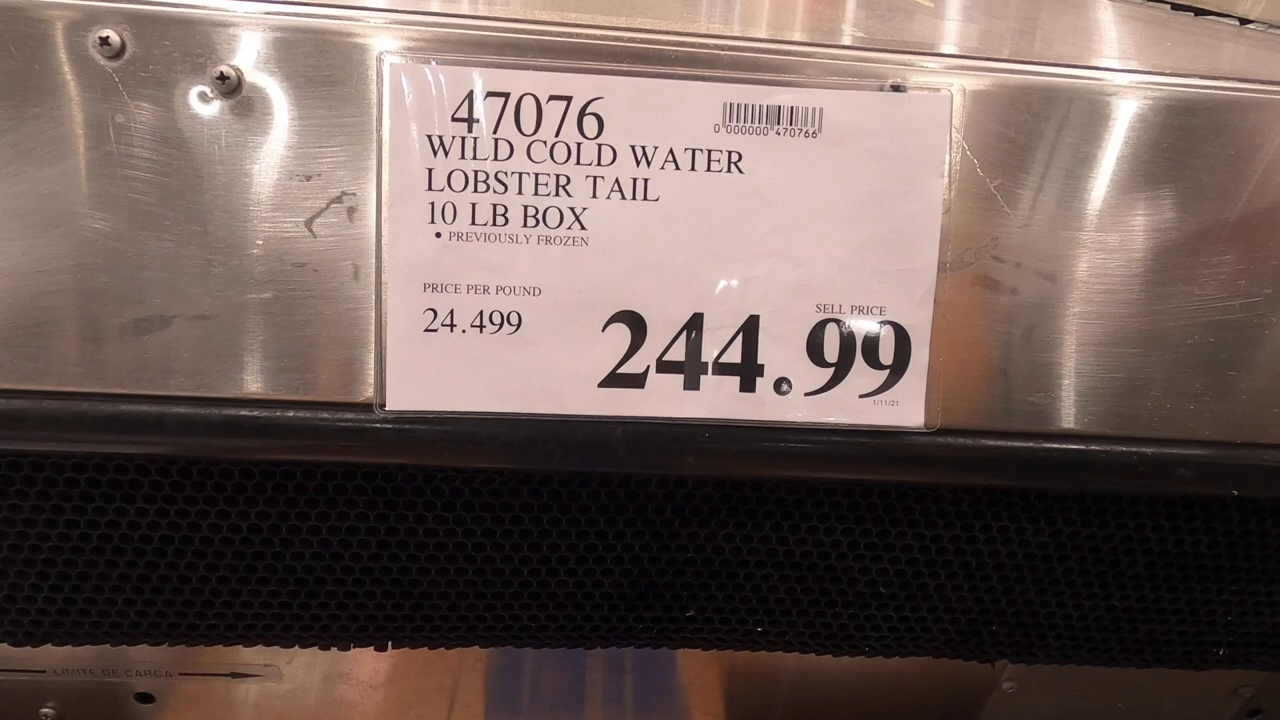 47076
0 000000 470766
WILD COLD WATER
LOBSTER TAIL
10 LB BOX
• PREVIOUSLY FROZEN
PRICE PER POUND
24.499
SELL PRICE
244.99
1/11/21
LIMITE DE CARGA